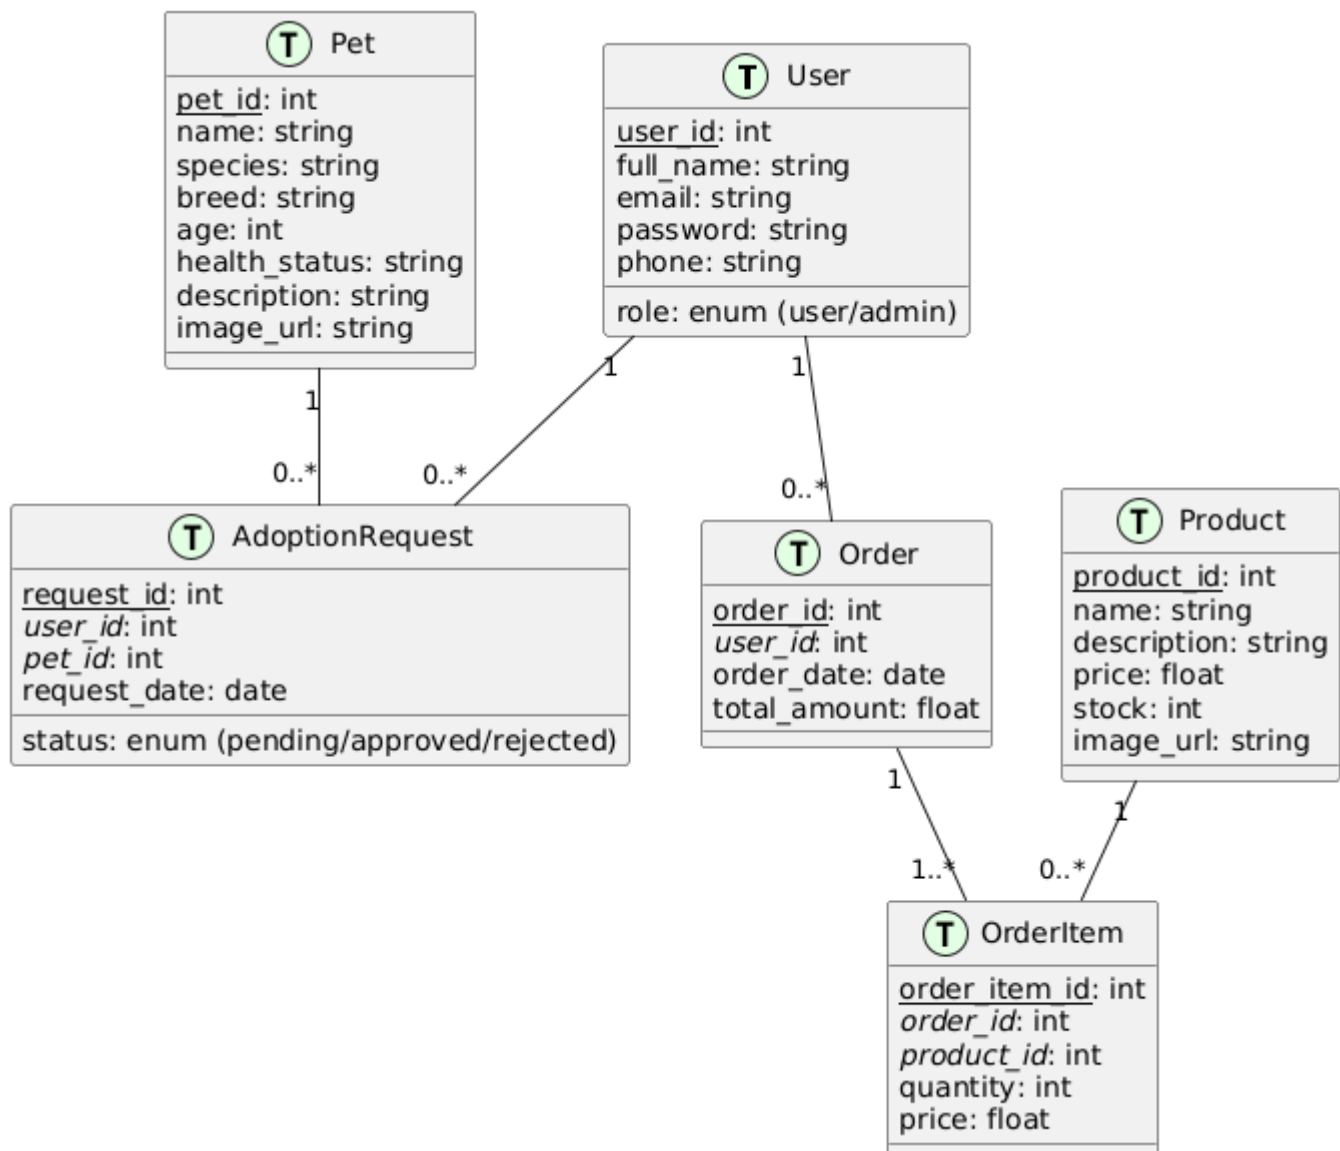 T Pet
pet_id: int
name: string
species: string
breed: string
age: int
health_status: string
description: string
image_url: string
T User
user_id: int
full_name: string
email: string
password: string
phone: string
role: enum (user/admin)
1
1
1
0..*
0..*
0..*
T AdoptionRequest
request_id: int
user_id: int
pet_id: int
request_date: date
status: enum (pending/approved/rejected)
T Order
order_id: int
user_id: int
order_date: date
total_amount: float
T Product
product_id: int
name: string
description: string
price: float
stock: int
image_url: string
1
1
1..*
0..*
T OrderItem
order_item_id: int
order_id: int
product_id: int
quantity: int
price: float